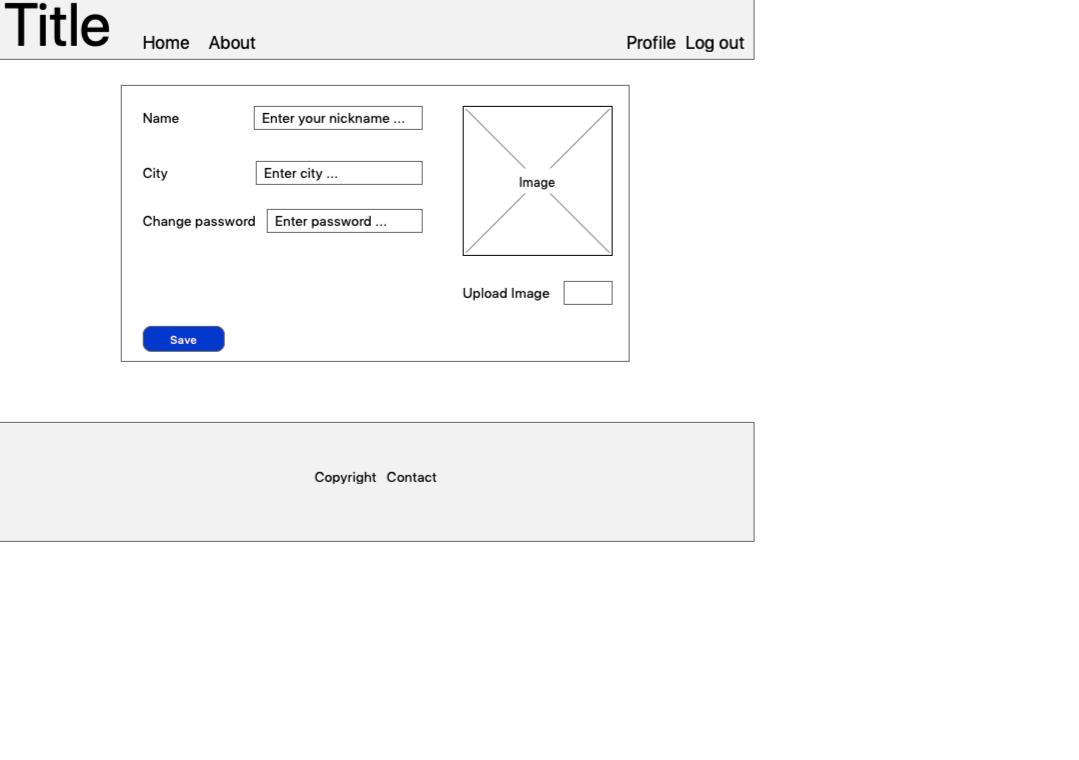 Title Home About Profile Log out
Name Enter your nickname ...
City Enter city ...
Change password Enter password ...
Image
Upload Image
Save
Copyright Contact